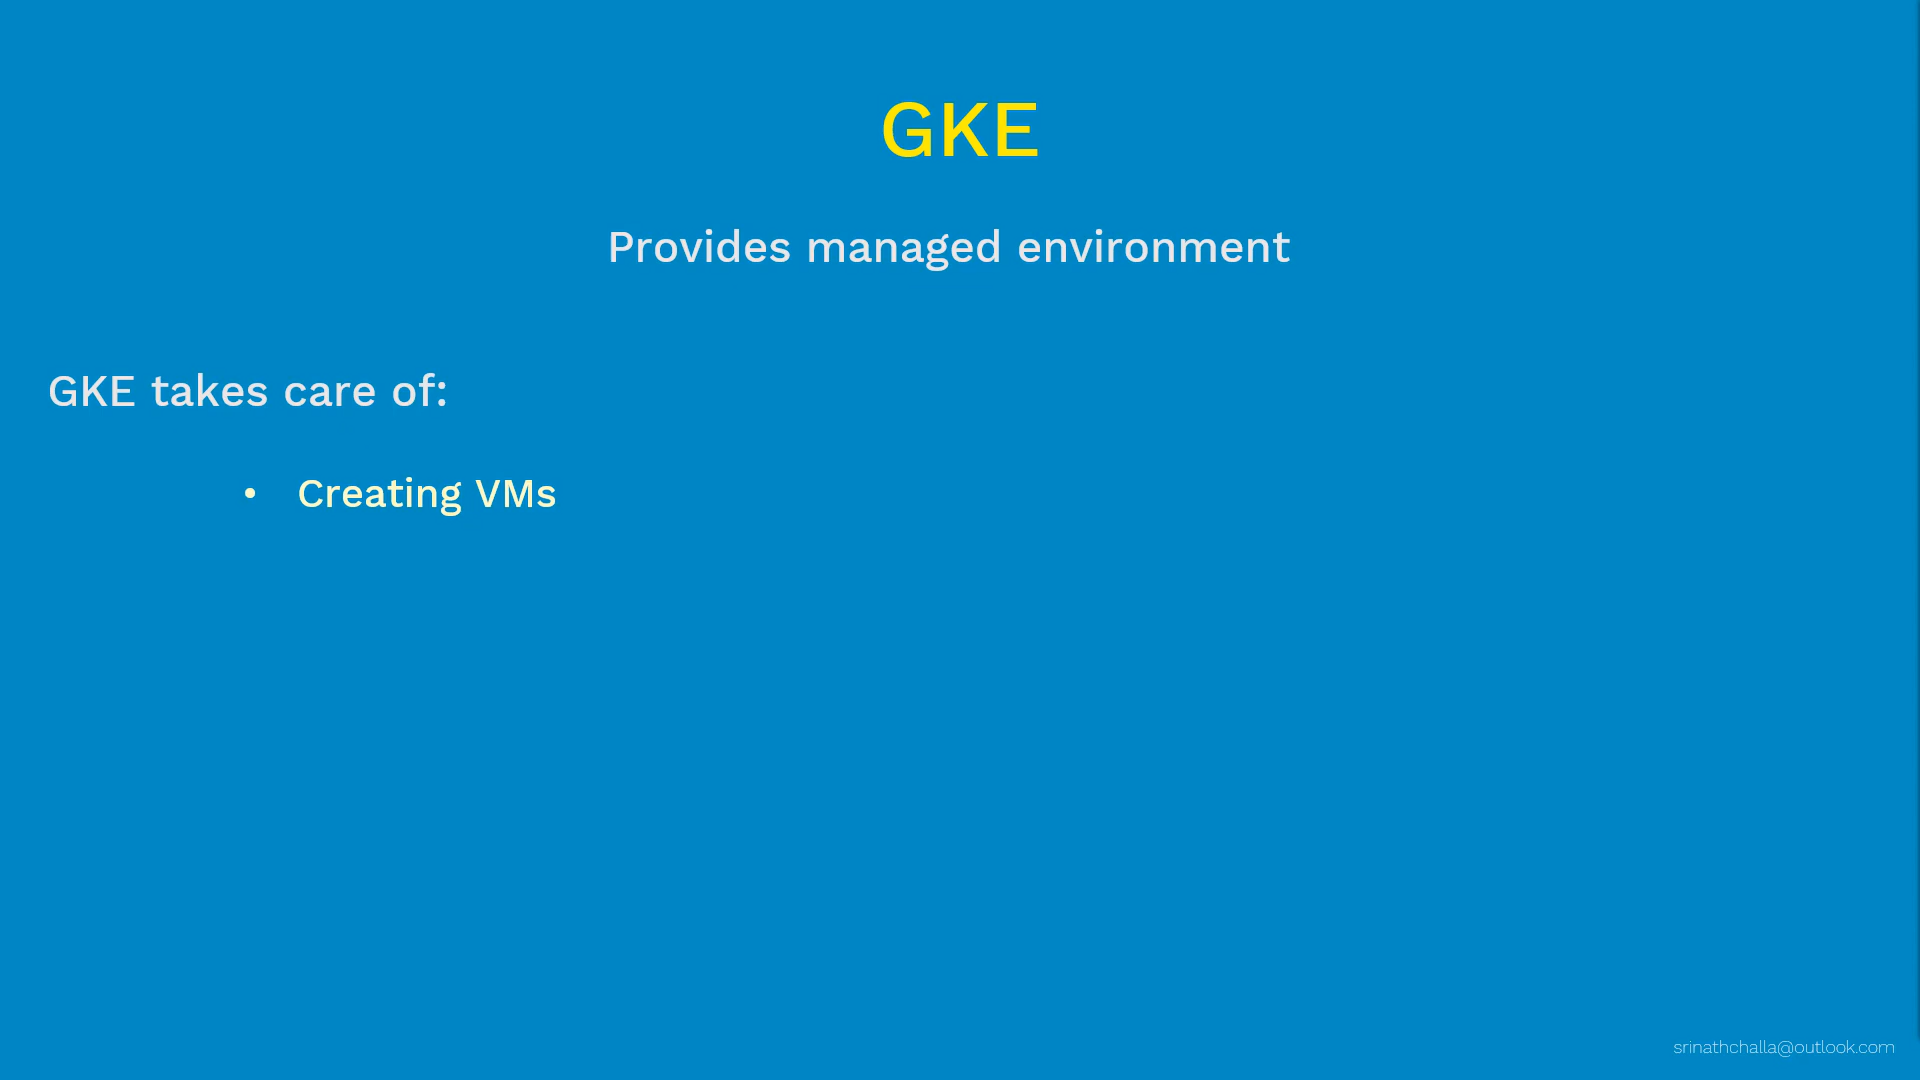 GKE
Provides managed environment
GKE takes care of:
• Creating VMs
srinathchalla@outlook.com